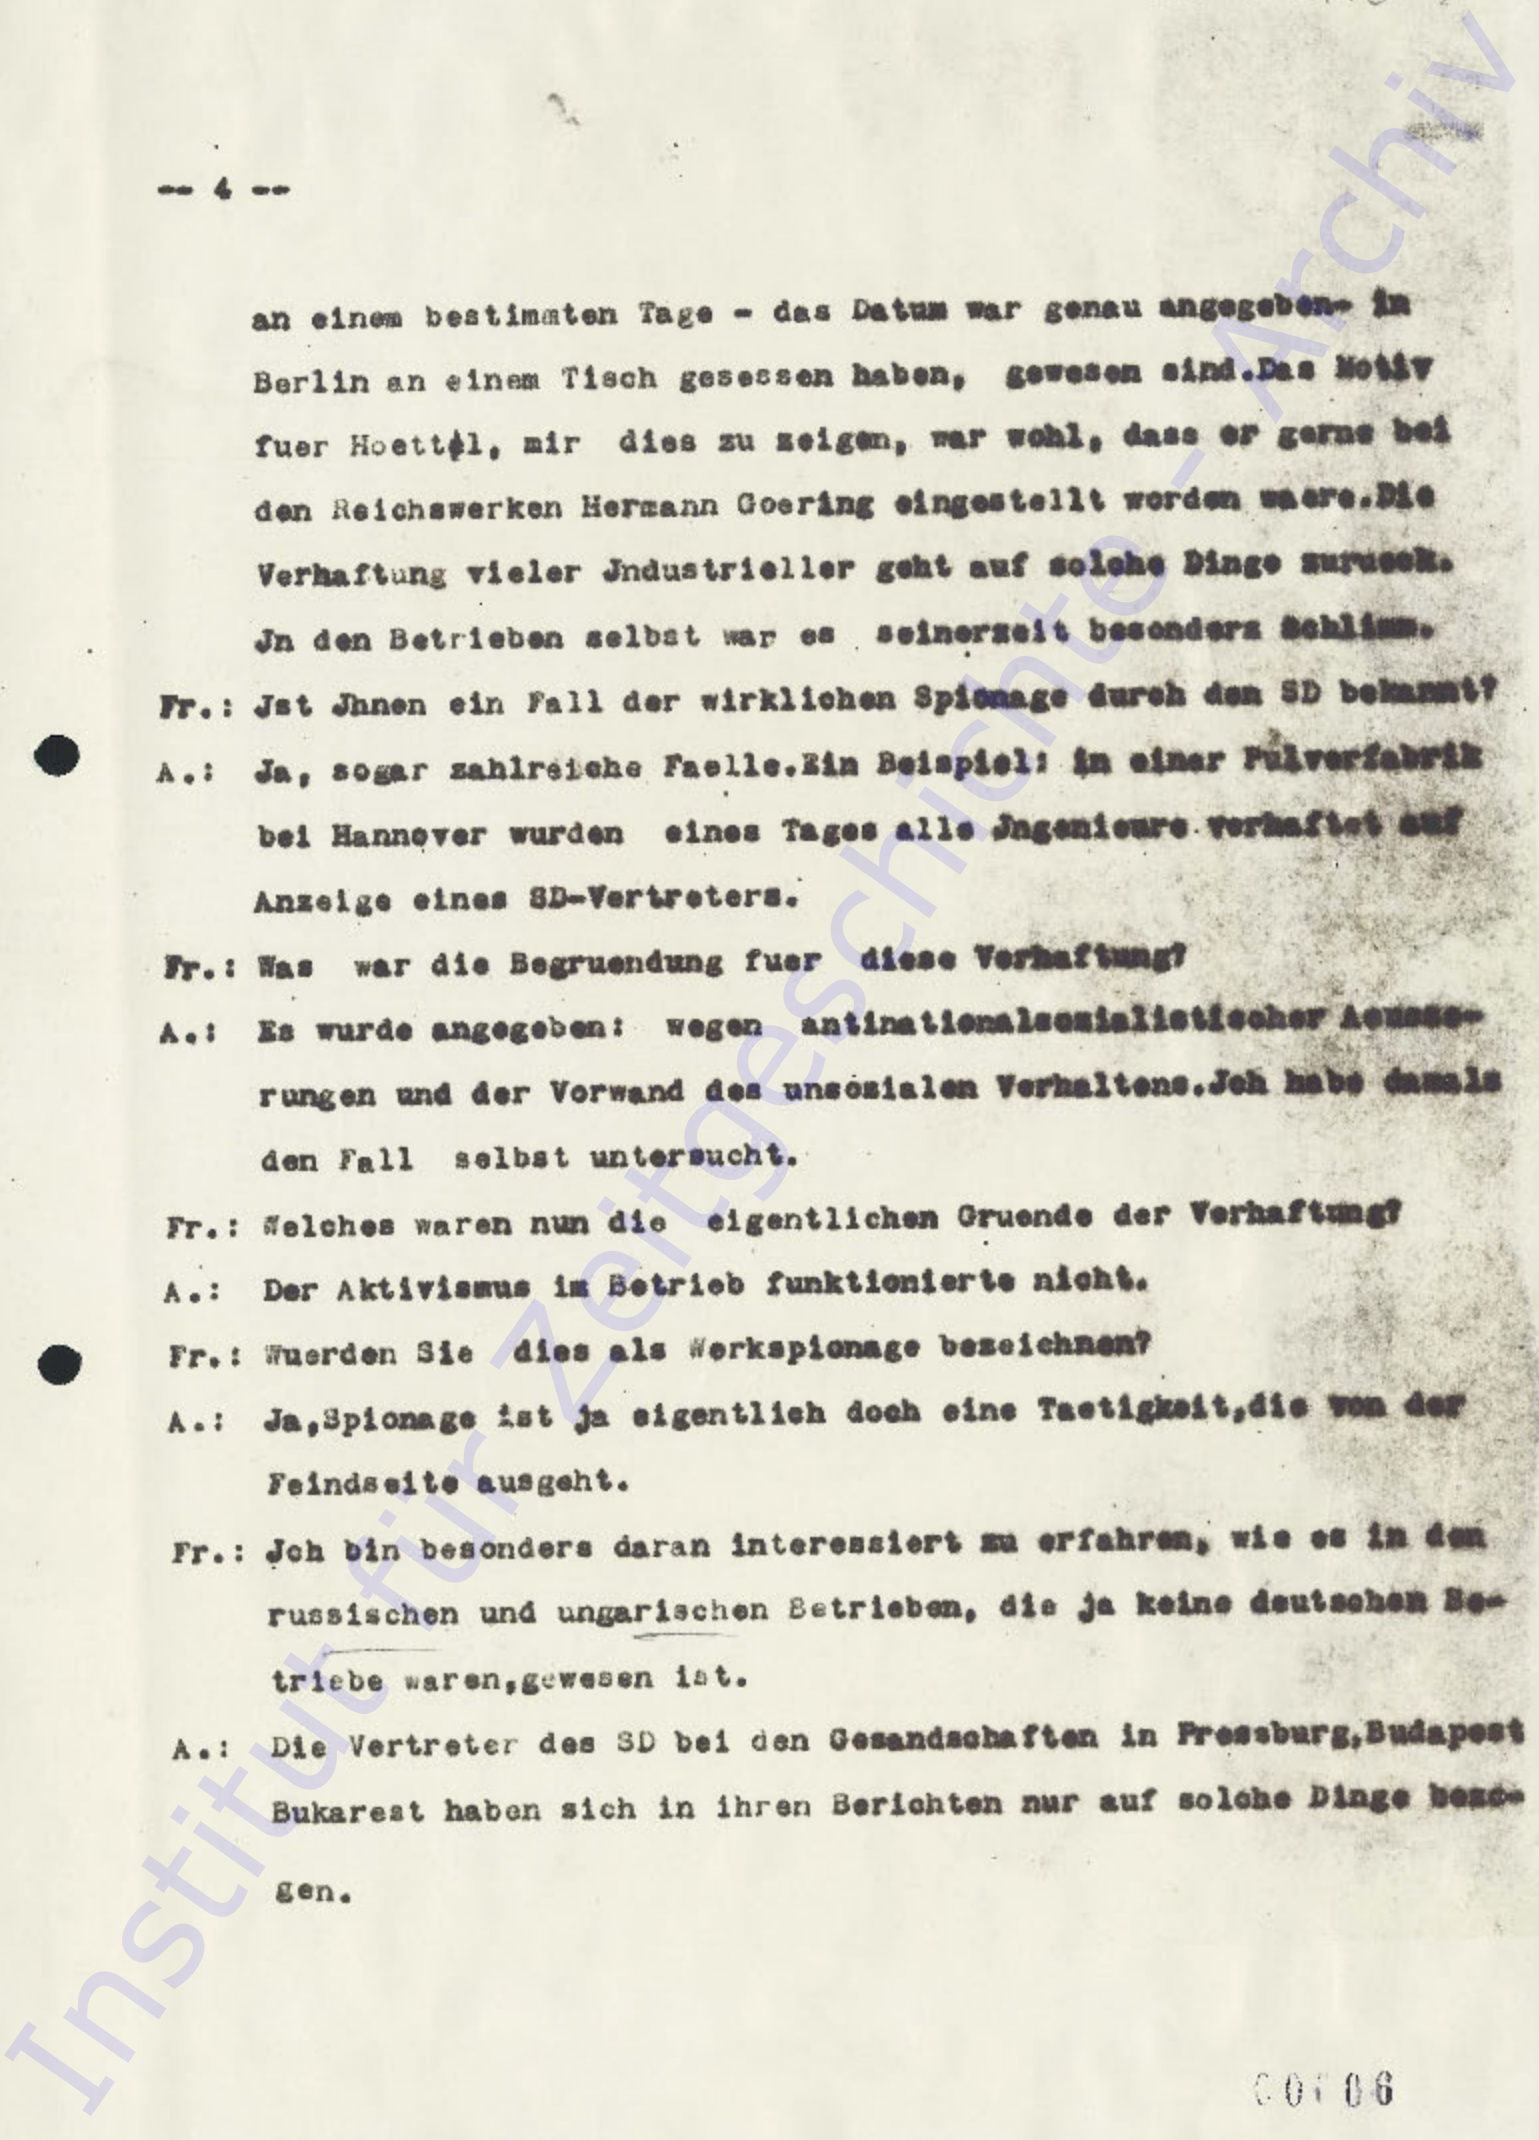 -- 4 --
an einem bestimmten Tage - das Datum war genau angegeben- in
Berlin an einem Tisch gesessen haben, gewesen sind.Das Motiv
fuer Hoettel, mir dies zu zeigen, war wohl, dass er gerne bei
den Reichswerken Hermann Goering eingestellt worden waere.Die
Verhaftung vieler Jndustrieller geht auf solche Dinge zurueck.
Jn den Betrieben selbst war es seinerzeit besonders schlimm.
Fr.: Jst Jhnen ein Fall der wirklichen Spionage durch den SD bekannt?
A.: Ja, sogar zahlreiche Faelle.Ein Beispiel: in einer Pulverfabrik
bei Hannover wurden eines Tages alle Jngenieure verhaftet auf
Anzeige eines SD-Vertreters.
Fr.: Was war die Begruendung fuer diese Verhaftung?
A.: Es wurde angegeben: wegen antinationalsozialistischer Aeusse-
rungen und der Vorwand des unsozialen Verhaltens.Jch habe damals
den Fall selbst untersucht.
Fr.: Welches waren nun die eigentlichen Gruende der Verhaftung?
A.: Der Aktivismus im Betrieb funktionierte nicht.
Fr.: Wuerden Sie dies als Werkspionage bezeichnen?
A.: Ja,Spionage ist ja eigentlich doch eine Taetigkeit,die von der
Feindseite ausgeht.
Fr.: Jch bin besonders daran interessiert zu erfahren, wie es in den
russischen und ungarischen Betrieben, die ja keine deutschen Be-
triebe waren,gewesen ist.
A.: Die Vertreter des SD bei den Gesandschaften in Pressburg,Budapest
Bukarest haben sich in ihren Berichten nur auf solche Dinge bezo-
gen.
Institut für Zeitgeschichte - Archiv